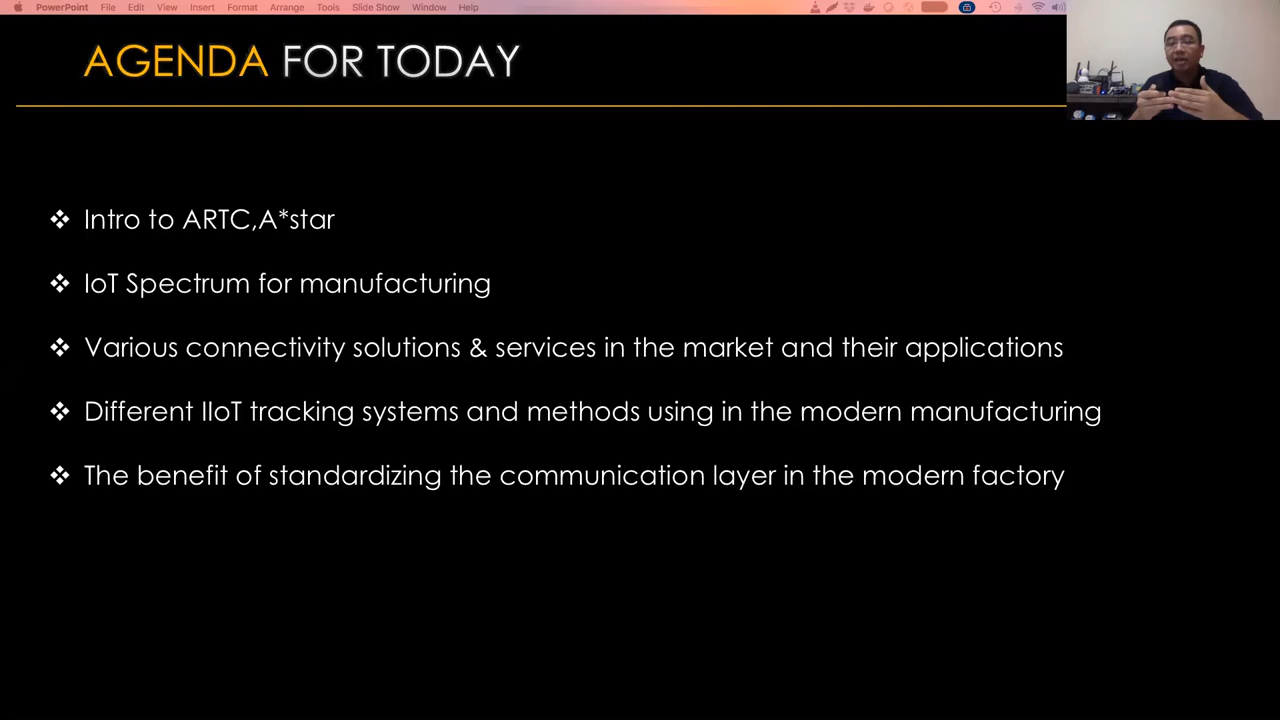 PowerPoint File Edit View Insert Format Arrange Tools Slide Show Window Help
AGENDA FOR TODAY
❖ Intro to ARTC,A*star
❖ IoT Spectrum for manufacturing
❖ Various connectivity solutions & services in the market and their applications
❖ Different IIoT tracking systems and methods using in the modern manufacturing
❖ The benefit of standardizing the communication layer in the modern factory